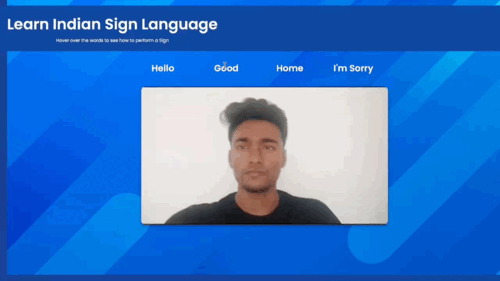 Learn Indian Sign Language
Hover over the words to see how to perform a Sign
Hello Good Home I'm Sorry